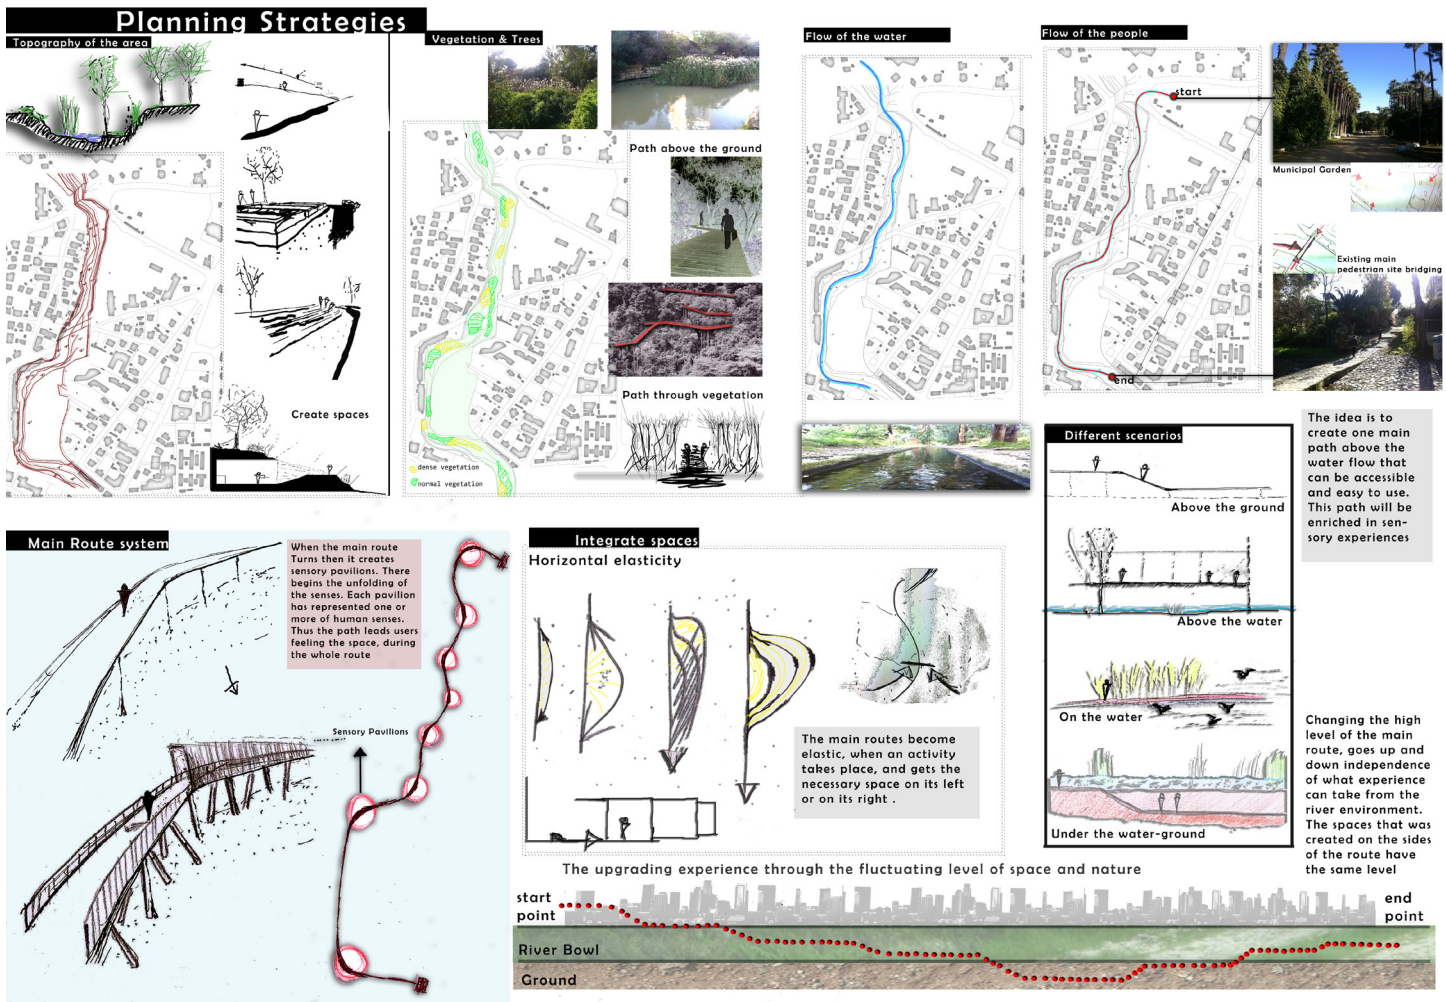 Planning Strategies
Topography of the area
Create spaces
Vegetation & Trees
Path above the ground
Path through vegetation
dense vegetation
normal vegetation
Flow of the water
Flow of the people
start
end
Municipal Garden
Existing main
pedestrian site bridging
Different scenarios
Above the ground
Above the water
On the water
Under the water-ground
The idea is to
create one main
path above the
water flow that
can be accessible
and easy to use.
This path will be
enriched in sen-
sory experiences
Main Route system
When the main route
Turns then it creates
sensory pavilions. There
begins the unfolding of
the senses. Each pavilion
has represented one or
more of human senses.
Thus the path leads users
feeling the space, during
the whole route
Sensory Pavilions
Integrate spaces
Horizontal elasticity
The main routes become
elastic, when an activity
takes place, and gets the
necessary space on its left
or on its right .
Changing the high
level of the main
route, goes up and
down independence
of what experience
can take from the
river environment.
The spaces that was
created on the sides
of the route have
the same level
The upgrading experience through the fluctuating level of space and nature
start
point
end
point
River Bowl
Ground